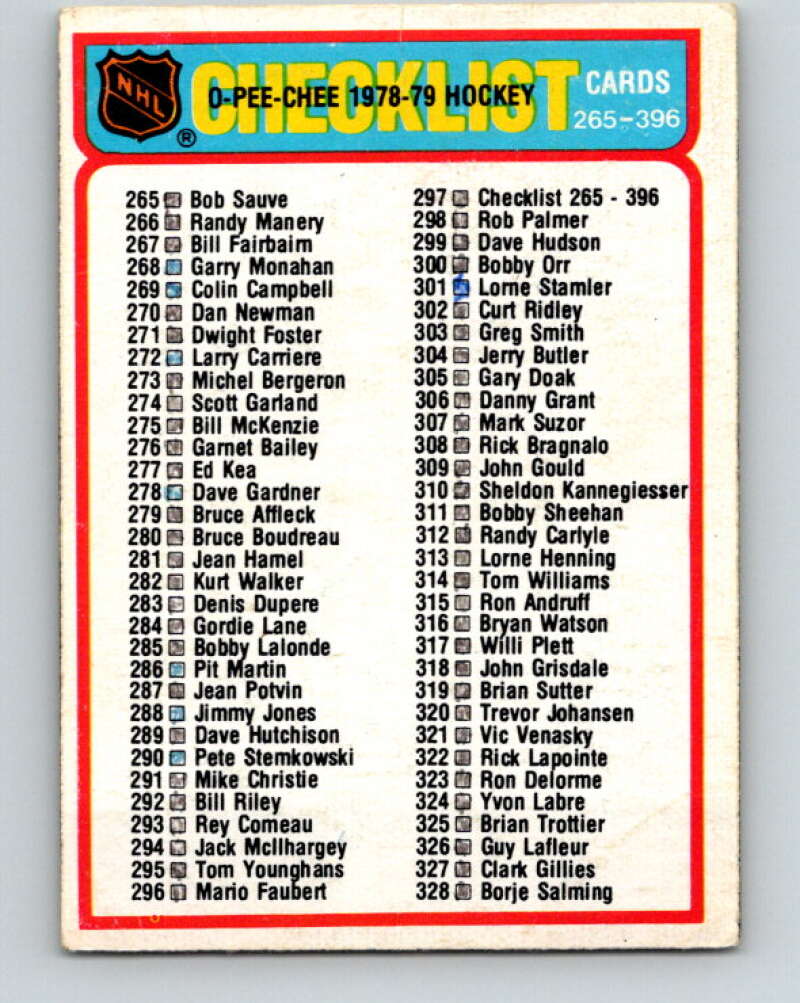 NHL
®
CHECKLIST
O-PEE-CHEE 1978-79 HOCKEY
CARDS
265-396
265 Bob Sauve
266 Randy Manery
267 Bill Fairbairn
268 Garry Monahan
269 Colin Campbell
270 Dan Newman
271 Dwight Foster
272 Larry Carriere
273 Michel Bergeron
274 Scott Garland
275 Bill McKenzie
276 Garnet Bailey
277 Ed Kea
278 Dave Gardner
279 Bruce Affleck
280 Bruce Boudreau
281 Jean Hamel
282 Kurt Walker
283 Denis Dupere
284 Gordie Lane
285 Bobby Lalonde
286 Pit Martin
287 Jean Potvin
288 Jimmy Jones
289 Dave Hutchison
290 Pete Stemkowski
291 Mike Christie
292 Bill Riley
293 Rey Comeau
294 Jack McIlhargey
295 Tom Younghans
296 Mario Faubert
297 Checklist 265 - 396
298 Rob Palmer
299 Dave Hudson
300 Bobby Orr
301 Lorne Stamler
302 Curt Ridley
303 Greg Smith
304 Jerry Butler
305 Gary Doak
306 Danny Grant
307 Mark Suzor
308 Rick Bragnalo
309 John Gould
310 Sheldon Kannegiesser
311 Bobby Sheehan
312 Randy Carlyle
313 Lorne Henning
314 Tom Williams
315 Ron Andruff
316 Bryan Watson
317 Willi Plett
318 John Grisdale
319 Brian Sutter
320 Trevor Johansen
321 Vic Venasky
322 Rick Lapointe
323 Ron Delorme
324 Yvon Labre
325 Brian Trottier
326 Guy Lafleur
327 Clark Gillies
328 Borje Salming